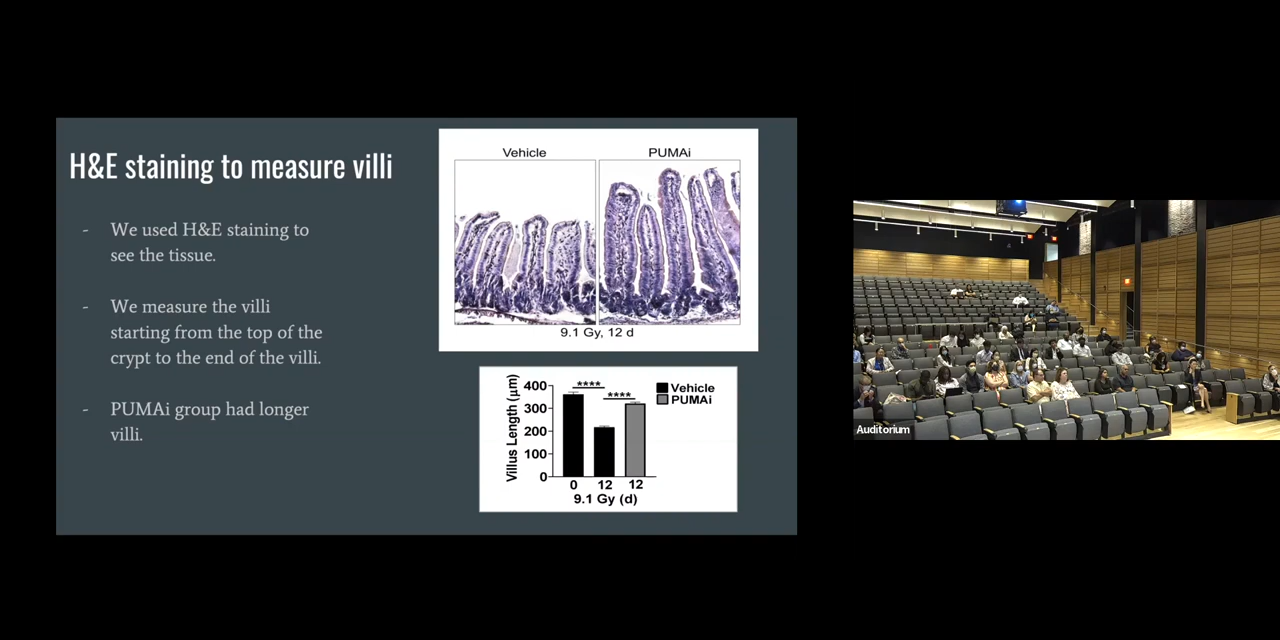 H&E staining to measure villi
- We used H&E staining to
see the tissue.
- We measure the villi
starting from the top of the
crypt to the end of the villi.
- PUMAi group had longer
villi.
Vehicle PUMAi
9.1 Gy, 12 d
Villus Length (μm)
400
300
200
100
0
**** ****
Vehicle
PUMAi
0 12 12
9.1 Gy (d)
Auditorium